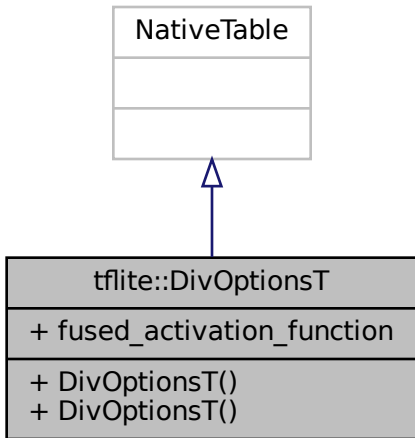 NativeTable
tflite::DivOptionsT
+ fused_activation_function
+ DivOptionsT()
+ DivOptionsT()